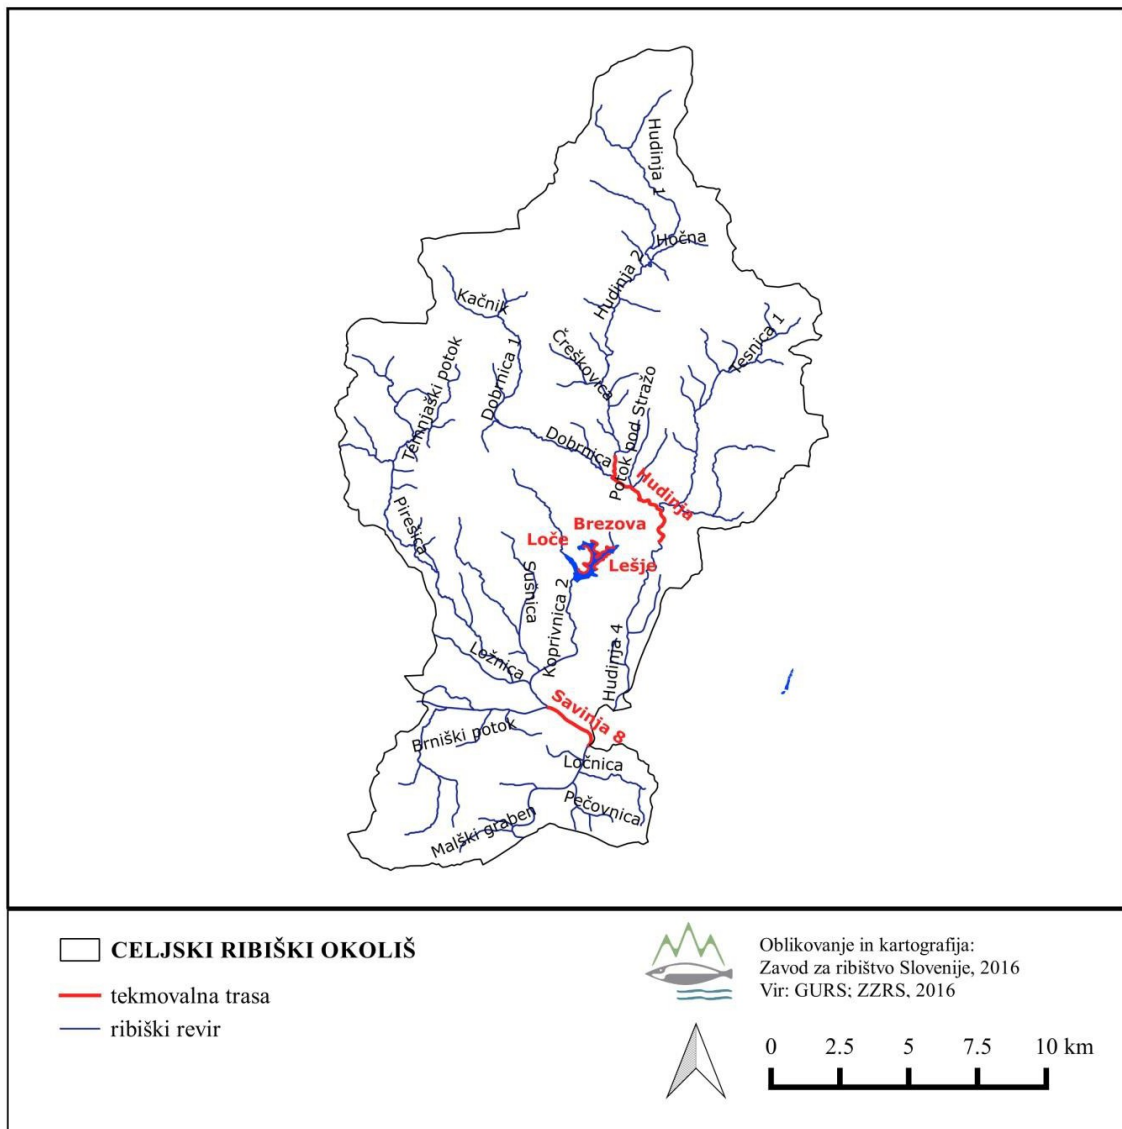 Hudinja 1
Hočna
Hudinja 2
Kačnik
Tesnica 1
Čreškovica
Temnjaški potok
Dobrnica 1
Potok pod Stražo
Dobrnica
Hudinja
Pirešica
Brezova
Loče
Lešje
Sušnica
Koprivnica 2
Hudinja 4
Ložnica
Savinja 8
Brniški potok
Ločnica
Pečovnica
Malški graben
CELJSKI RIBIŠKI OKOLIŠ
tekmovalna trasa
ribiški revir
Oblikovanje in kartografija:
Zavod za ribištvo Slovenije, 2016
Vir: GURS; ZZRS, 2016
0 2.5 5 7.5 10 km